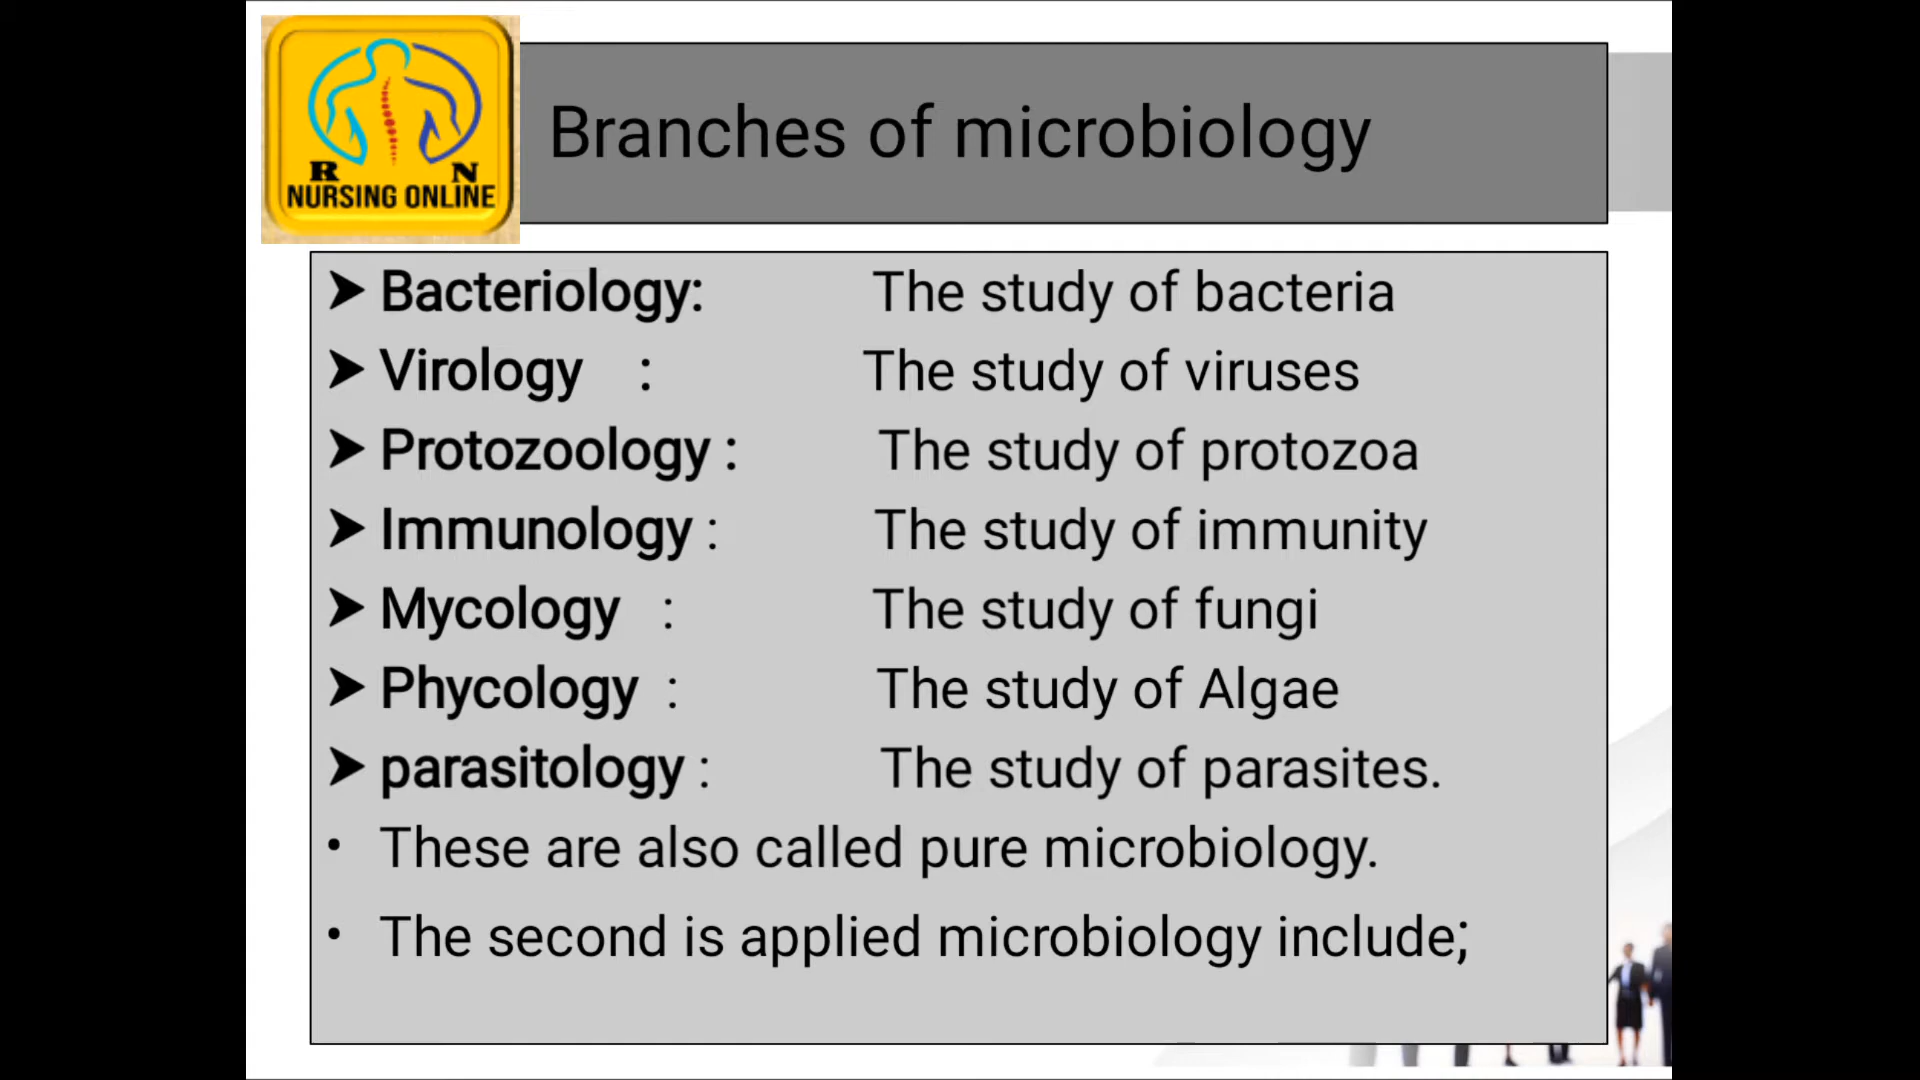 R N
NURSING ONLINE
Branches of microbiology
➤ Bacteriology: The study of bacteria
➤ Virology : The study of viruses
➤ Protozoology : The study of protozoa
➤ Immunology : The study of immunity
➤ Mycology : The study of fungi
➤ Phycology : The study of Algae
➤ parasitology : The study of parasites.
• These are also called pure microbiology.
• The second is applied microbiology include;